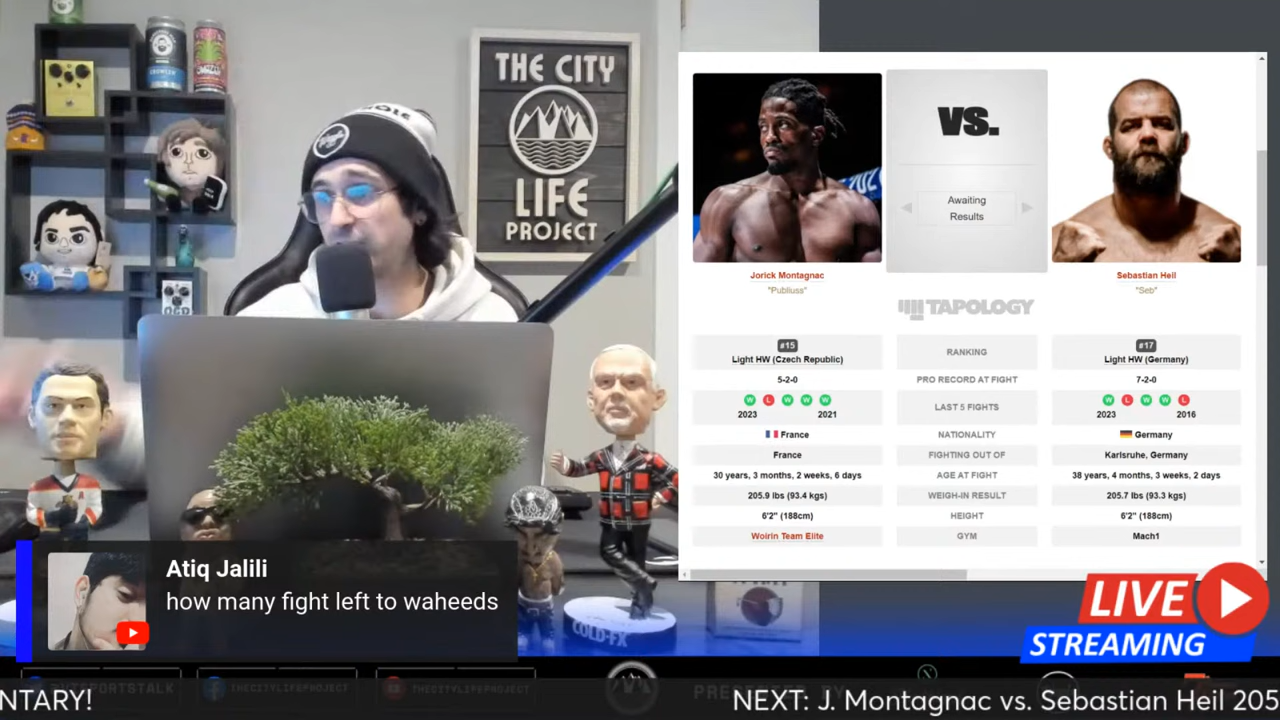 THE CITY
LIFE
PROJECT
VS.
Awaiting
Results
Jorick Montagnac
"Publiuss"
Sebastian Heil
"Seb"
TAPOLOGY
#15
Light HW (Czech Republic)
RANKING
#17
Light HW (Germany)
5-2-0
PRO RECORD AT FIGHT
7-2-0
W L W W W
2023 2021
LAST 5 FIGHTS
W L W W L
2023 2016
France
NATIONALITY
Germany
France
FIGHTING OUT OF
Karlsruhe, Germany
30 years, 3 months, 2 weeks, 6 days
AGE AT FIGHT
38 years, 4 months, 3 weeks, 2 days
205.9 lbs (93.4 kgs)
WEIGH-IN RESULT
205.7 lbs (93.3 kgs)
6'2" (188cm)
HEIGHT
6'2" (188cm)
Woirin Team Elite
GYM
Mach1
Atiq Jalili
how many fight left to waheeds
COLD-FX
LIVE
STREAMING
THECITYLIFEPROJECT
THECITYLIFEPROJECT
NTARY!
NEXT: J. Montagnac vs. Sebastian Heil 205